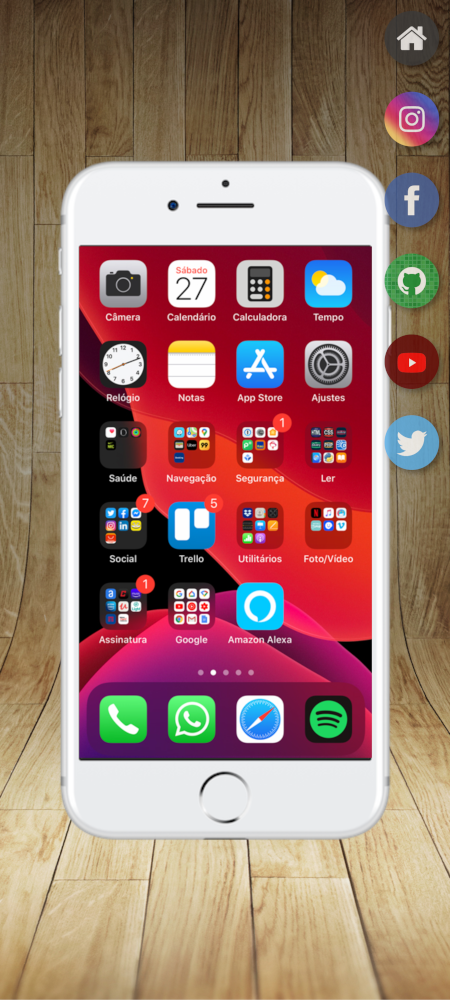 Sábado
27
Câmera
Calendário
Calculadora
Tempo
Relógio
Notas
App Store
Ajustes
1
Saúde
Navegação
Segurança
Ler
7
5
Social
Trello
Utilitários
Foto/Vídeo
1
Assinatura
Google
Amazon Alexa